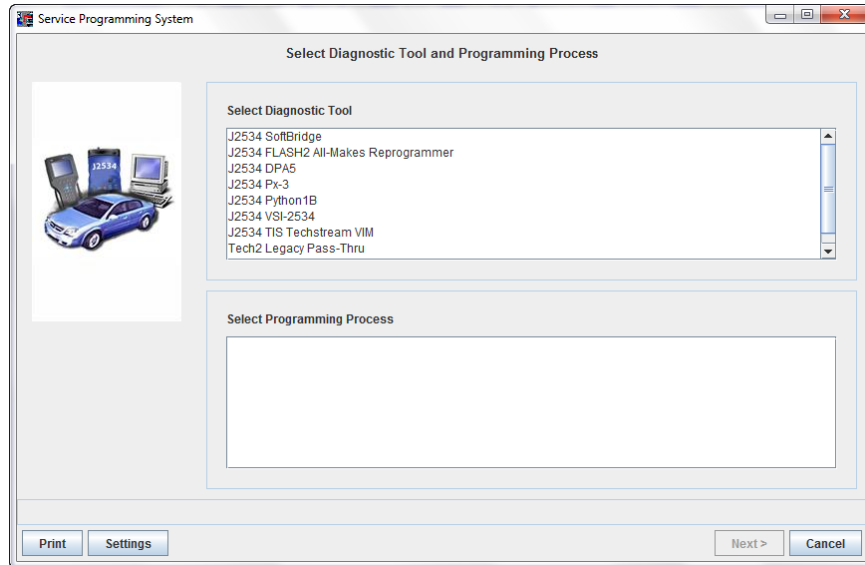 Service Programming System
Select Diagnostic Tool and Programming Process
J2534
Select Diagnostic Tool
J2534 SoftBridge
J2534 FLASH2 All-Makes Reprogrammer
J2534 DPA5
J2534 Px-3
J2534 Python1B
J2534 VSI-2534
J2534 TIS Techstream VIM
Tech2 Legacy Pass-Thru
Select Programming Process
Print Settings Next > Cancel